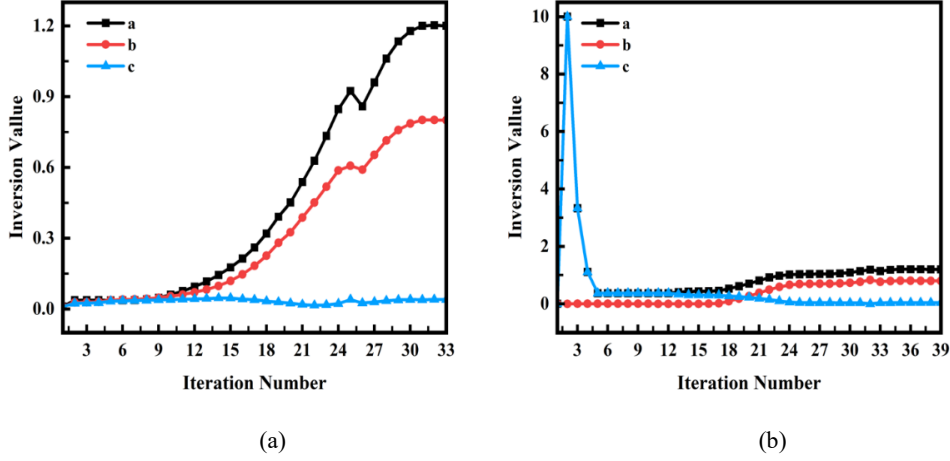 1.2
0.9
0.6
0.3
0.0
Inversion Vallue
a
b
c
3 6 9 12 15 18 21 24 27 30 33
Iteration Number
(a)
10
8
6
4
2
0
Inversion Vallue
a
b
c
3 6 9 12 15 18 21 24 27 30 33 36 39
Iteration Number
(b)